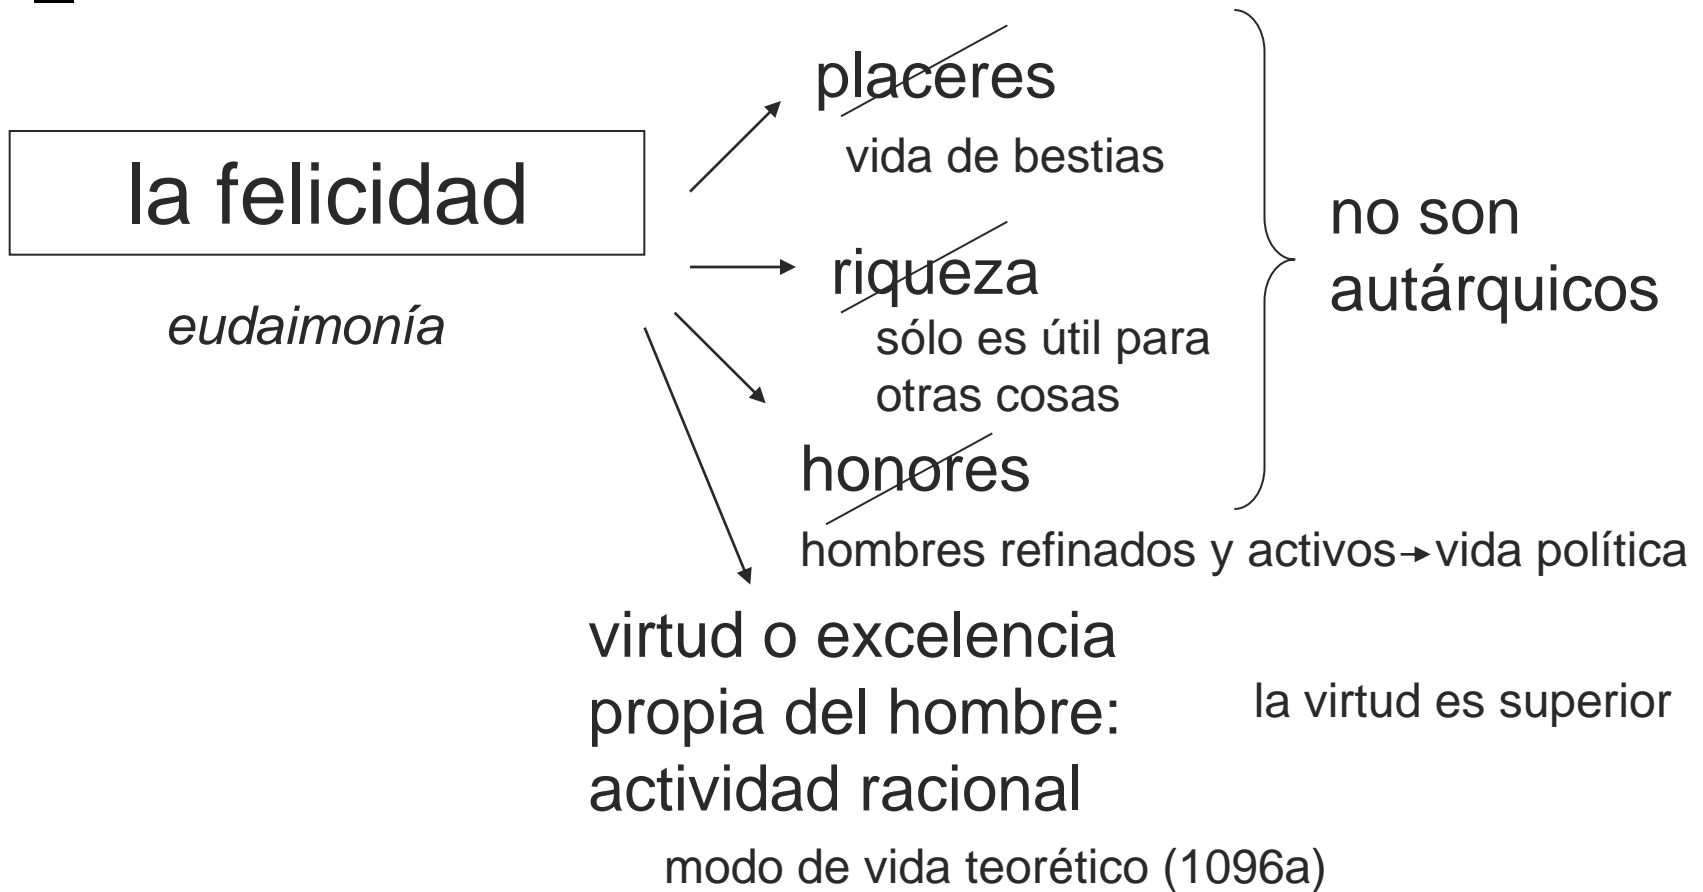 placeres
vida de bestias
la felicidad
eudaimonía
riqueza
sólo es útil para
otras cosas
no son
autárquicos
honores
hombres refinados y activos→vida política
virtud o excelencia
propia del hombre:
actividad racional
la virtud es superior
modo de vida teorético (1096a)